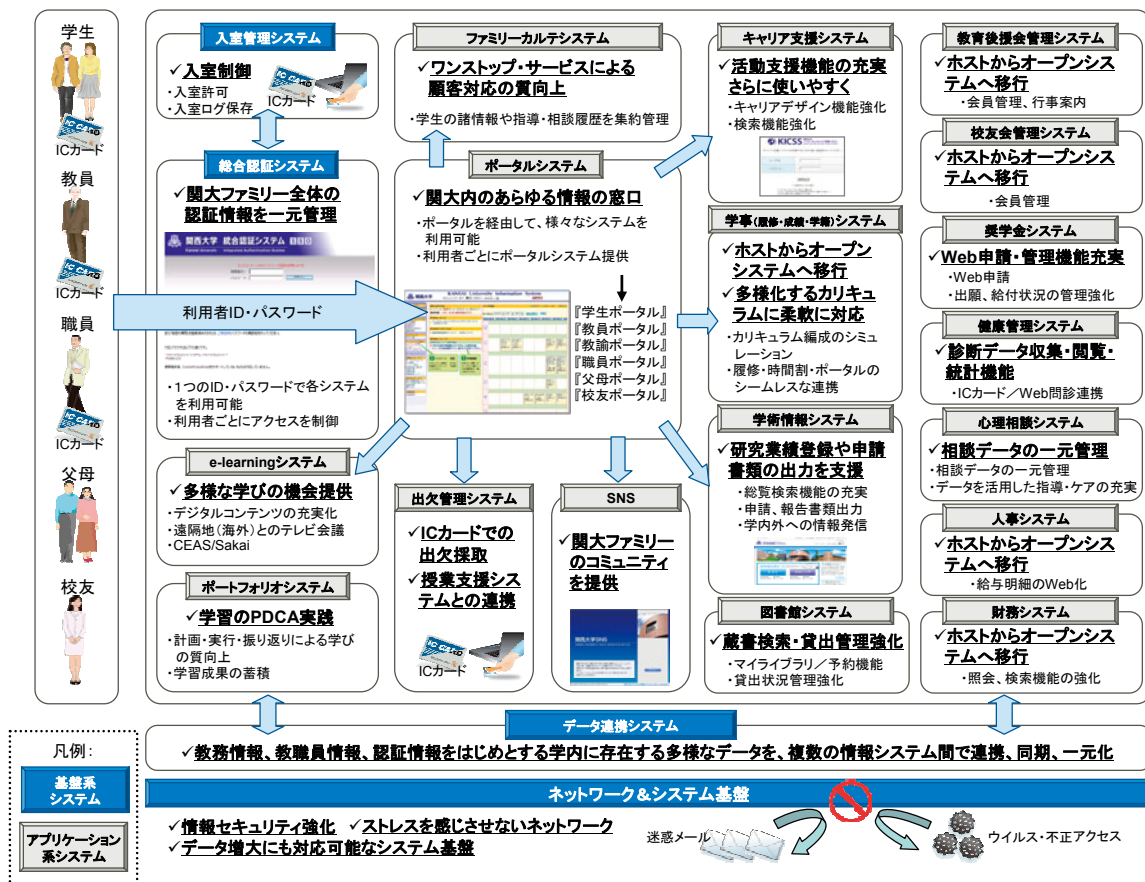 学生
IC CARD
ICカード
教員
IC CARD
ICカード
職員
IC CARD
ICカード
父母
校友
入室管理システム
✓入室制御
・入室許可
・入室ログ保存
IC CARD
ICカード
総合認証システム
✓関大ファミリー全体の
認証情報を一元管理
関西大学 統合認証システム
利用者ID・パスワード
・1つのID・パスワードで各システム
を利用可能
・利用者ごとにアクセスを制御
e-learningシステム
✓多様な学びの機会提供
・デジタルコンテンツの充実化
・遠隔地(海外)とのテレビ会議
・CEAS/Sakai
ポートフォリオシステム
✓学習のPDCA実践
・計画・実行・振り返りによる学び
の質向上
・学習成果の蓄積
ファミリーカルテシステム
✓ワンストップ・サービスによる
顧客対応の質向上
・学生の諸情報や指導・相談履歴を集約管理
ポータルシステム
✓関大内のあらゆる情報の窓口
・ポータルを経由して、様々なシステムを
利用可能
・利用者ごとにポータルシステム提供
関西大学
KANSAI University Information System
『学生ポータル』
『教員ポータル』
『教諭ポータル』
『職員ポータル』
『父母ポータル』
『校友ポータル』
出欠管理システム
✓ICカードでの
出欠採取
✓授業支援シス
テムとの連携
IC CARD
ICカード
SNS
✓関大ファミリー
のコミュニティ
を提供
関西大学SNS
キャリア支援システム
✓活動支援機能の充実
さらに使いやすく
・キャリアデザイン機能強化
・検索機能強化
KICSS
学事(履修・成績・学籍)システム
✓ホストからオープン
システムへ移行
✓多様化するカリキュ
ラムに柔軟に対応
・カリキュラム編成のシミュ
レーション
・履修・時間割・ポータルの
シームレスな連携
学術情報システム
✓研究業績登録や申請
書類の出力を支援
・総覧検索機能の充実
・申請、報告書類出力
・学内外への情報発信
図書館システム
✓蔵書検索・貸出管理強化
・マイライブラリ/予約機能
・貸出状況管理強化
教育後援会管理システム
✓ホストからオープンシス
テムへ移行
・会員管理、行事案内
校友会管理システム
✓ホストからオープンシス
テムへ移行
・会員管理
奨学金システム
✓Web申請・管理機能充実
・Web申請
・出願、給付状況の管理強化
健康管理システム
✓診断データ収集・閲覧・
統計機能
・ICカード/Web問診連携
心理相談システム
✓相談データの一元管理
・相談データの一元管理
・データを活用した指導・ケアの充実
人事システム
✓ホストからオープンシス
テムへ移行
・給与明細のWeb化
財務システム
✓ホストからオープンシス
テムへ移行
・照会、検索機能の強化
データ連携システム
✓教務情報、教職員情報、認証情報をはじめとする学内に存在する多様なデータを、複数の情報システム間で連携、同期、一元化
ネットワーク&システム基盤
✓情報セキュリティ強化 ✓ストレスを感じさせないネットワーク
✓データ増大にも対応可能なシステム基盤
迷惑メール
ウイルス・不正アクセス
凡例:
基盤系
システム
アプリケーション
系システム